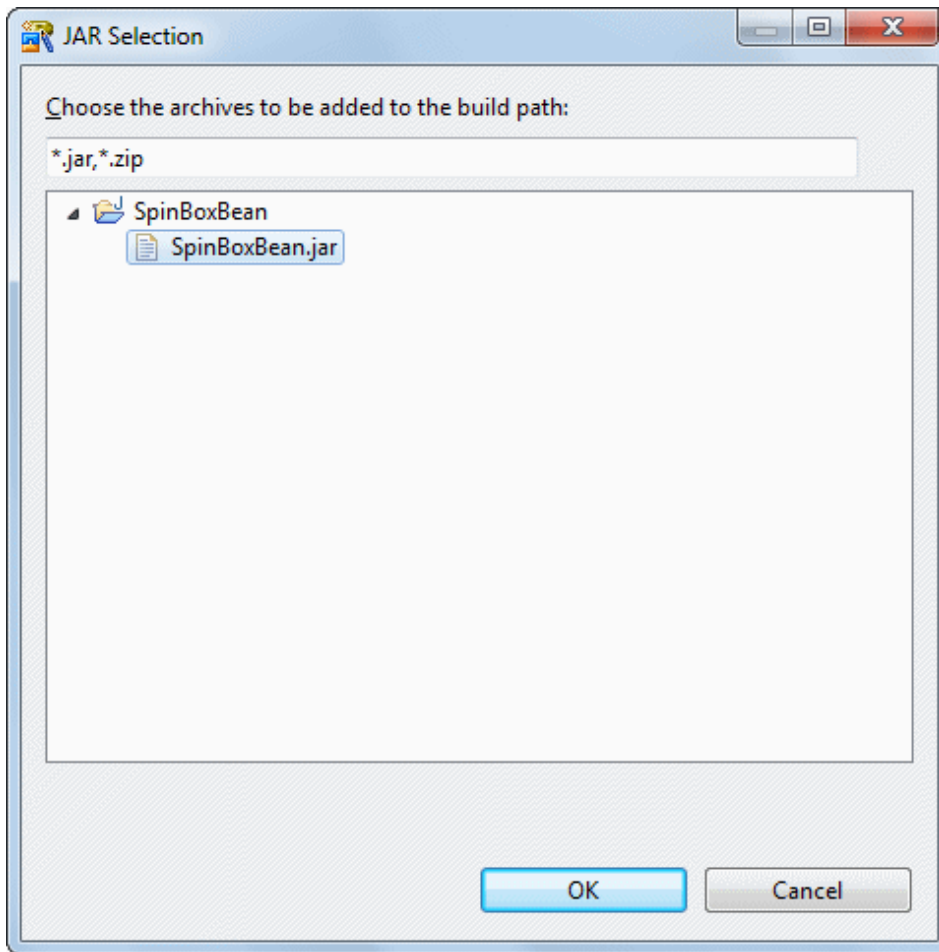 JAR Selection
Choose the archives to be added to the build path:
*.jar,*.zip
SpinBoxBean
SpinBoxBean.jar
OK
Cancel